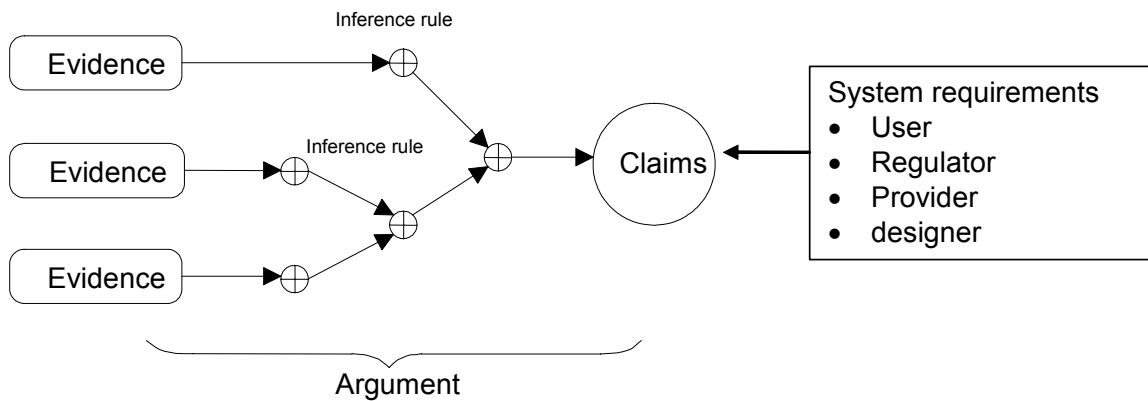 Inference rule
Evidence
Inference rule
Evidence
Evidence
Claims
System requirements
• User
• Regulator
• Provider
• designer
Argument